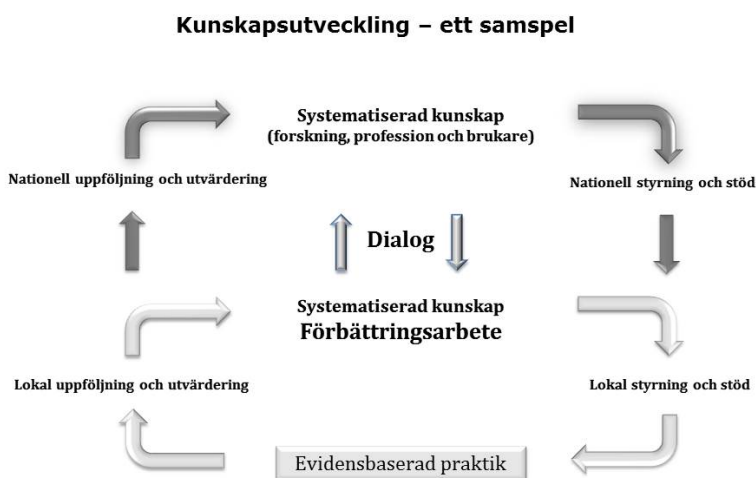 Kunskapsutveckling – ett samspel
Systematiserad kunskap
(forskning, profession och brukare)
Nationell uppföljning och utvärdering
Nationell styrning och stöd
Dialog
Systematiserad kunskap
Förbättringsarbete
Lokal uppföljning och utvärdering
Lokal styrning och stöd
Evidensbaserad praktik